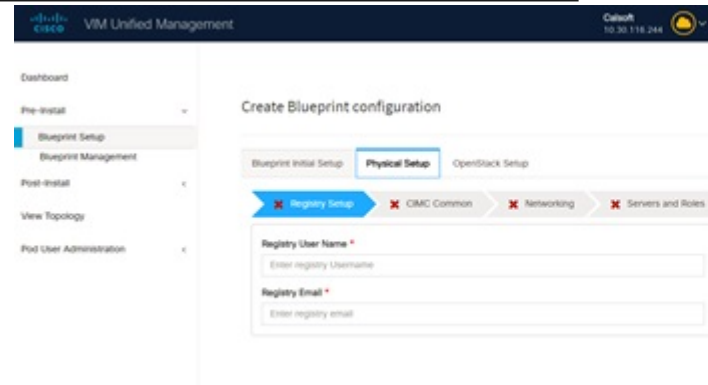 cisco VIM Unified Management
Calsoft
10.30.116.244
Dashboard
Pre-Install
Blueprint Setup
Blueprint Management
Post-Install
View Topology
Pod User Administration
Create Blueprint configuration
Blueprint Initial Setup Physical Setup OpenStack Setup
Registry Setup CIMC Common Networking Servers and Roles
Registry User Name *
Enter registry Username
Registry Email *
Enter registry email